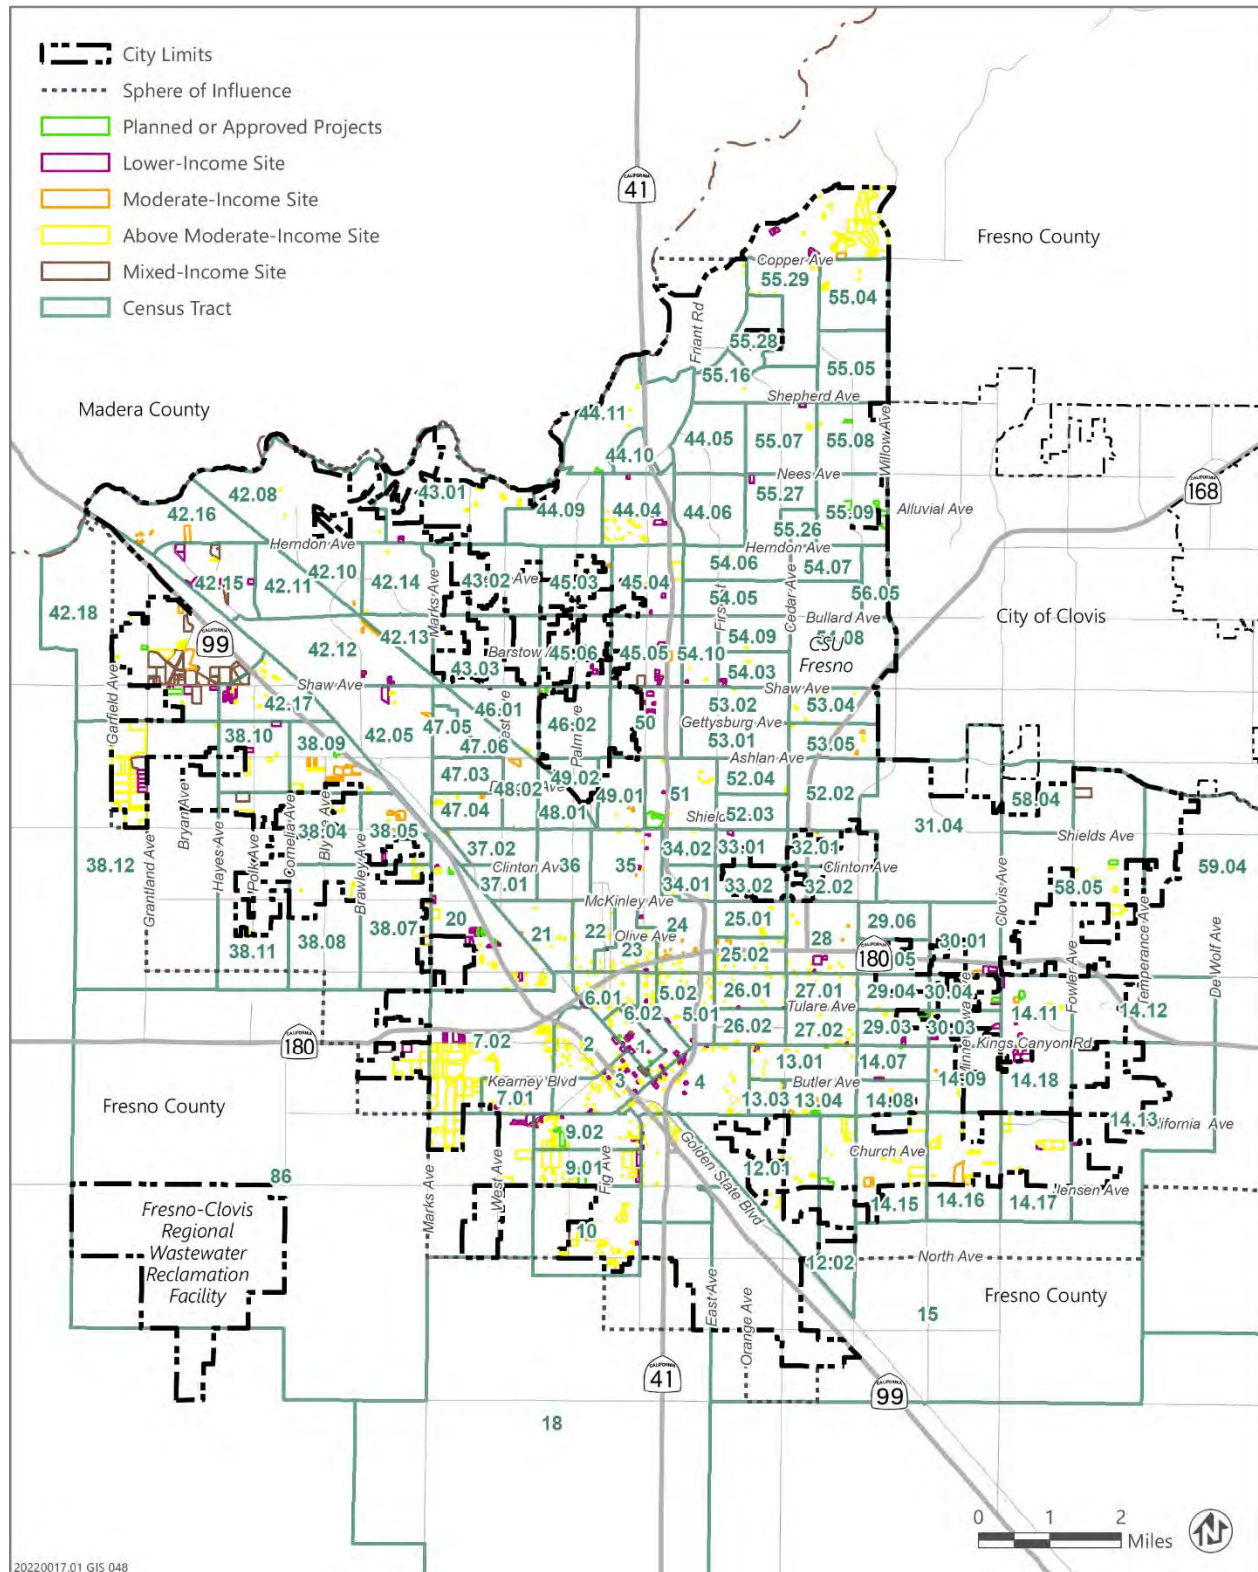 City Limits
Sphere of Influence
Planned or Approved Projects
Lower-Income Site
Moderate-Income Site
Above Moderate-Income Site
Mixed-Income Site
Census Tract
CALIFORNIA
41
Fresno County
Copper Ave
55.29
55.04
Friant Rd
55.28
55.16
55.05
Shepherd Ave
Madera County
44.11
44.05
55.07
55.08
Willow Ave
44.10
Nees Ave
CALIFORNIA
168
42.08
43.01
55.27
42.16
44.09
44.04
44.06
55.09
Alluvial Ave
55.26
Herndon Ave
Herndon Ave
54.06
54.07
42.15
42.11
42.10
42.14
43.02
45.03
45.04
56.05
42.18
54.05
Marks Ave
Cedar Ave
Bullard Ave
City of Clovis
CALIFORNIA
99
42.13
54.09
CSU
Fresno
42.12
Barstow
45.06
45.05
54.10
43.03
54.03
Garfield Ave
Shaw Ave
Shaw Ave
42.17
46.01
53.02
53.04
38.10
47.05
46.02
50
Gettysburg Ave
Palm Ave
38.09
42.05
47.06
53.01
53.05
Ashlan Ave
47.03
49.02
52.04
48.02
51
52.02
58.04
Bryan Ave
47.04
48.01
49.01
52.03
31.04
38.04
38.05
Shields Ave
38.12
37.02
34.02
33.01
32.01
Hayes Ave
Polk Ave
Cornelia Ave
Brawley Ave
Clinton Ave
36
35
Clinton Ave
59.04
Grantland Ave
37.01
34.01
33.02
32.02
58.05
McKinley Ave
Clovis Ave
38.11
38.08
38.07
20
21
22
24
25.01
29.06
Olive Ave
28
30.01
23
25.02
CALIFORNIA
180
Fowler Ave
Temperance Ave
De Wolf Ave
6.01
5.02
26.01
27.01
29.04
30.04
14.11
14.12
6.02
5.01
Tulare Ave
CALIFORNIA
180
7.02
2
1
26.02
27.02
29.03
30.03
Kings Canyon Rd
13.01
14.07
Kearney Blvd
3
4
Butler Ave
14.09
14.18
Fresno County
7.01
13.03
13.04
14.08
14.13
9.02
Golden State Blvd
12.01
Church Ave
86
Marks Ave
West Ave
9.01
Fig Ave
14.15
14.16
14.17
Jensen Ave
Fresno-Clovis
Regional
Wastewater
Reclamation
Facility
10
12.02
North Ave
East Ave
Orange Ave
15
Fresno County
CALIFORNIA
41
CALIFORNIA
99
18
0
1
2
Miles
N
20220017.01 GIS 048